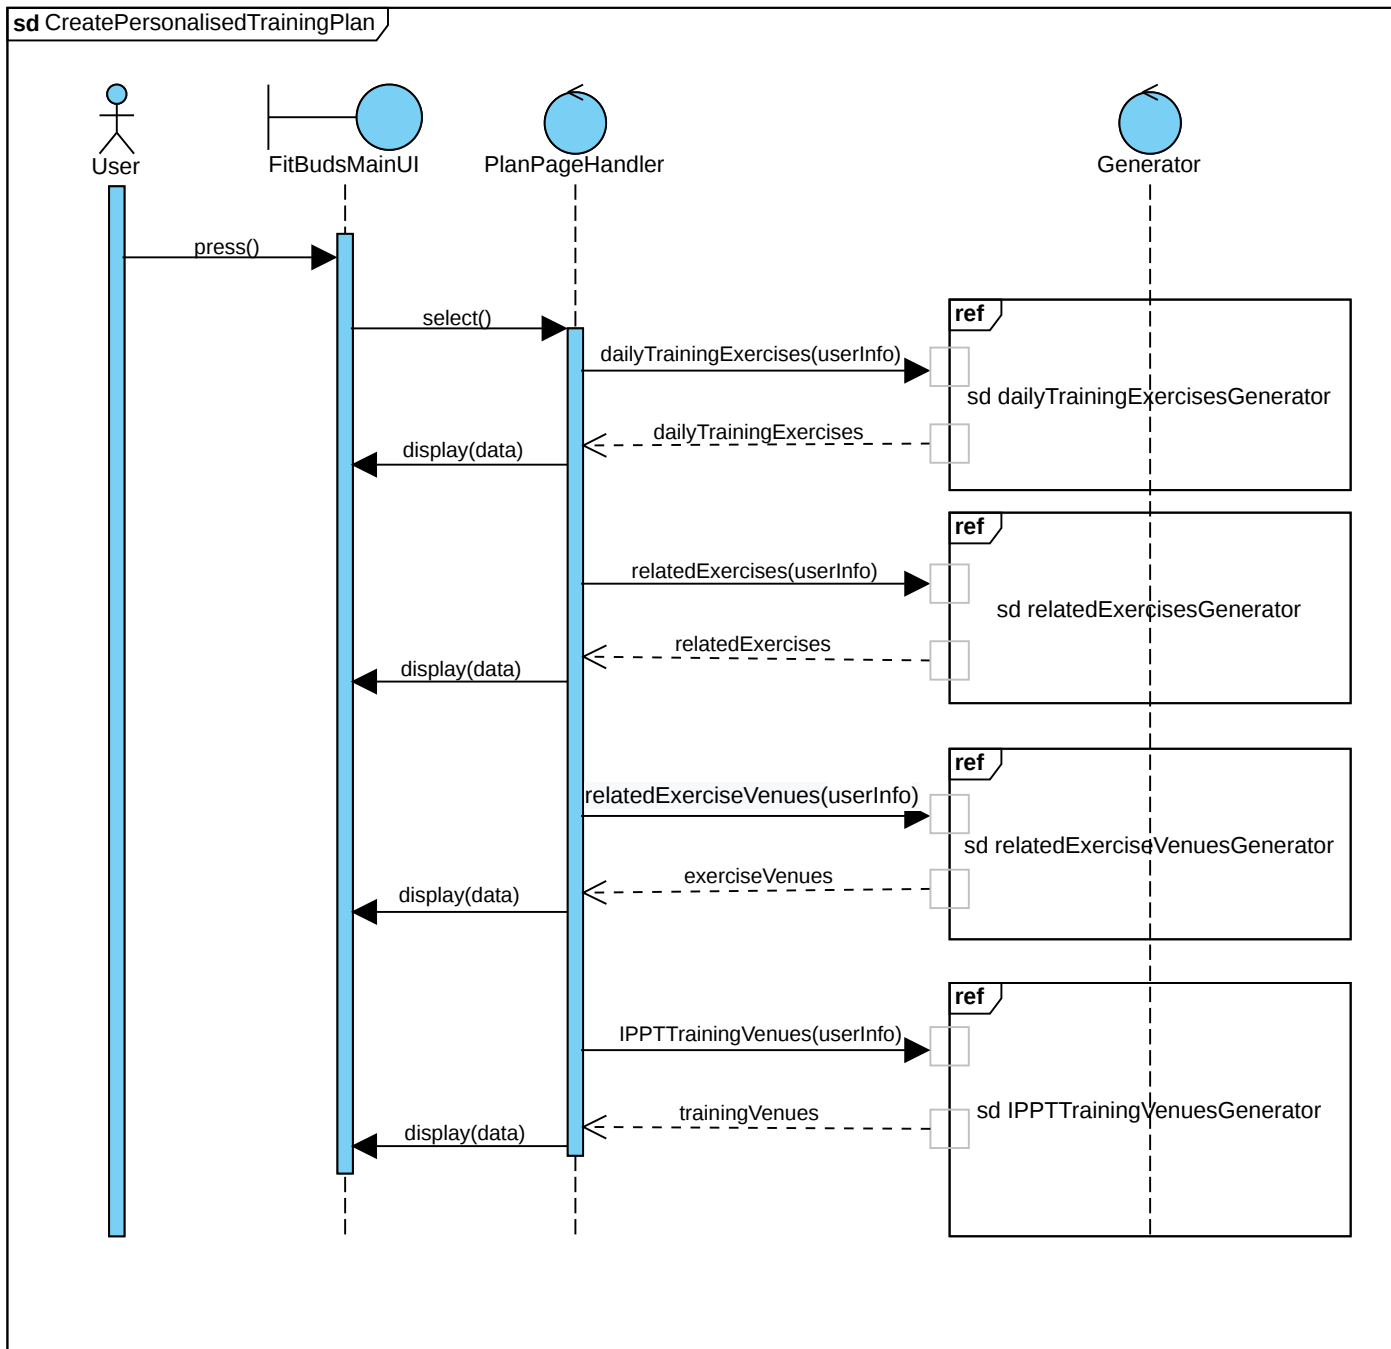 sd CreatePersonalisedTrainingPlan
User
FitBudsMainUI
PlanPageHandler
Generator
press()
select()
ref
dailyTrainingExercises(userInfo)
sd dailyTrainingExercisesGenerator
dailyTrainingExercises
display(data)
ref
relatedExercises(userInfo)
sd relatedExercisesGenerator
relatedExercises
display(data)
ref
relatedExerciseVenues(userInfo)
sd relatedExerciseVenuesGenerator
exerciseVenues
display(data)
ref
IPPTTrainingVenues(userInfo)
sd IPPTTrainingVenuesGenerator
trainingVenues
display(data)